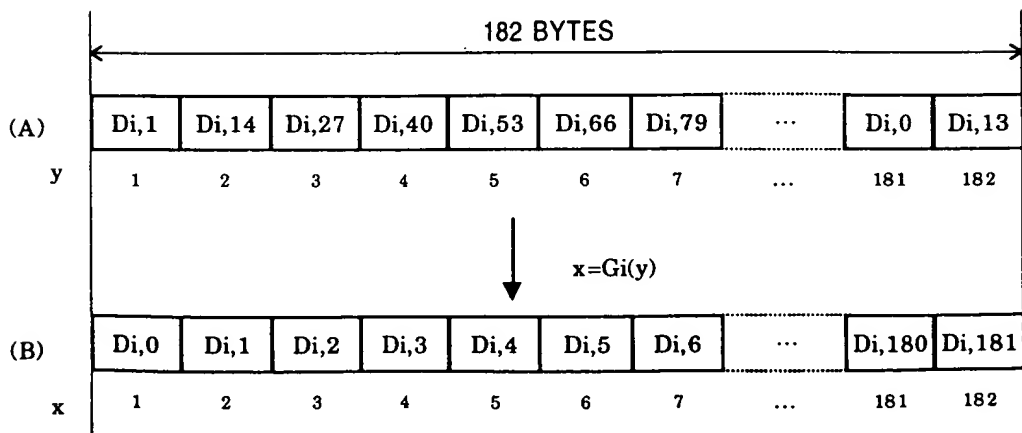 182 BYTES
(A) Di,1 Di,14 Di,27 Di,40 Di,53 Di,66 Di,79 ... Di,0 Di,13
y 1 2 3 4 5 6 7 ... 181 182
x=Gi(y)
(B) Di,0 Di,1 Di,2 Di,3 Di,4 Di,5 Di,6 ... Di,180 Di,181
x 1 2 3 4 5 6 7 ... 181 182